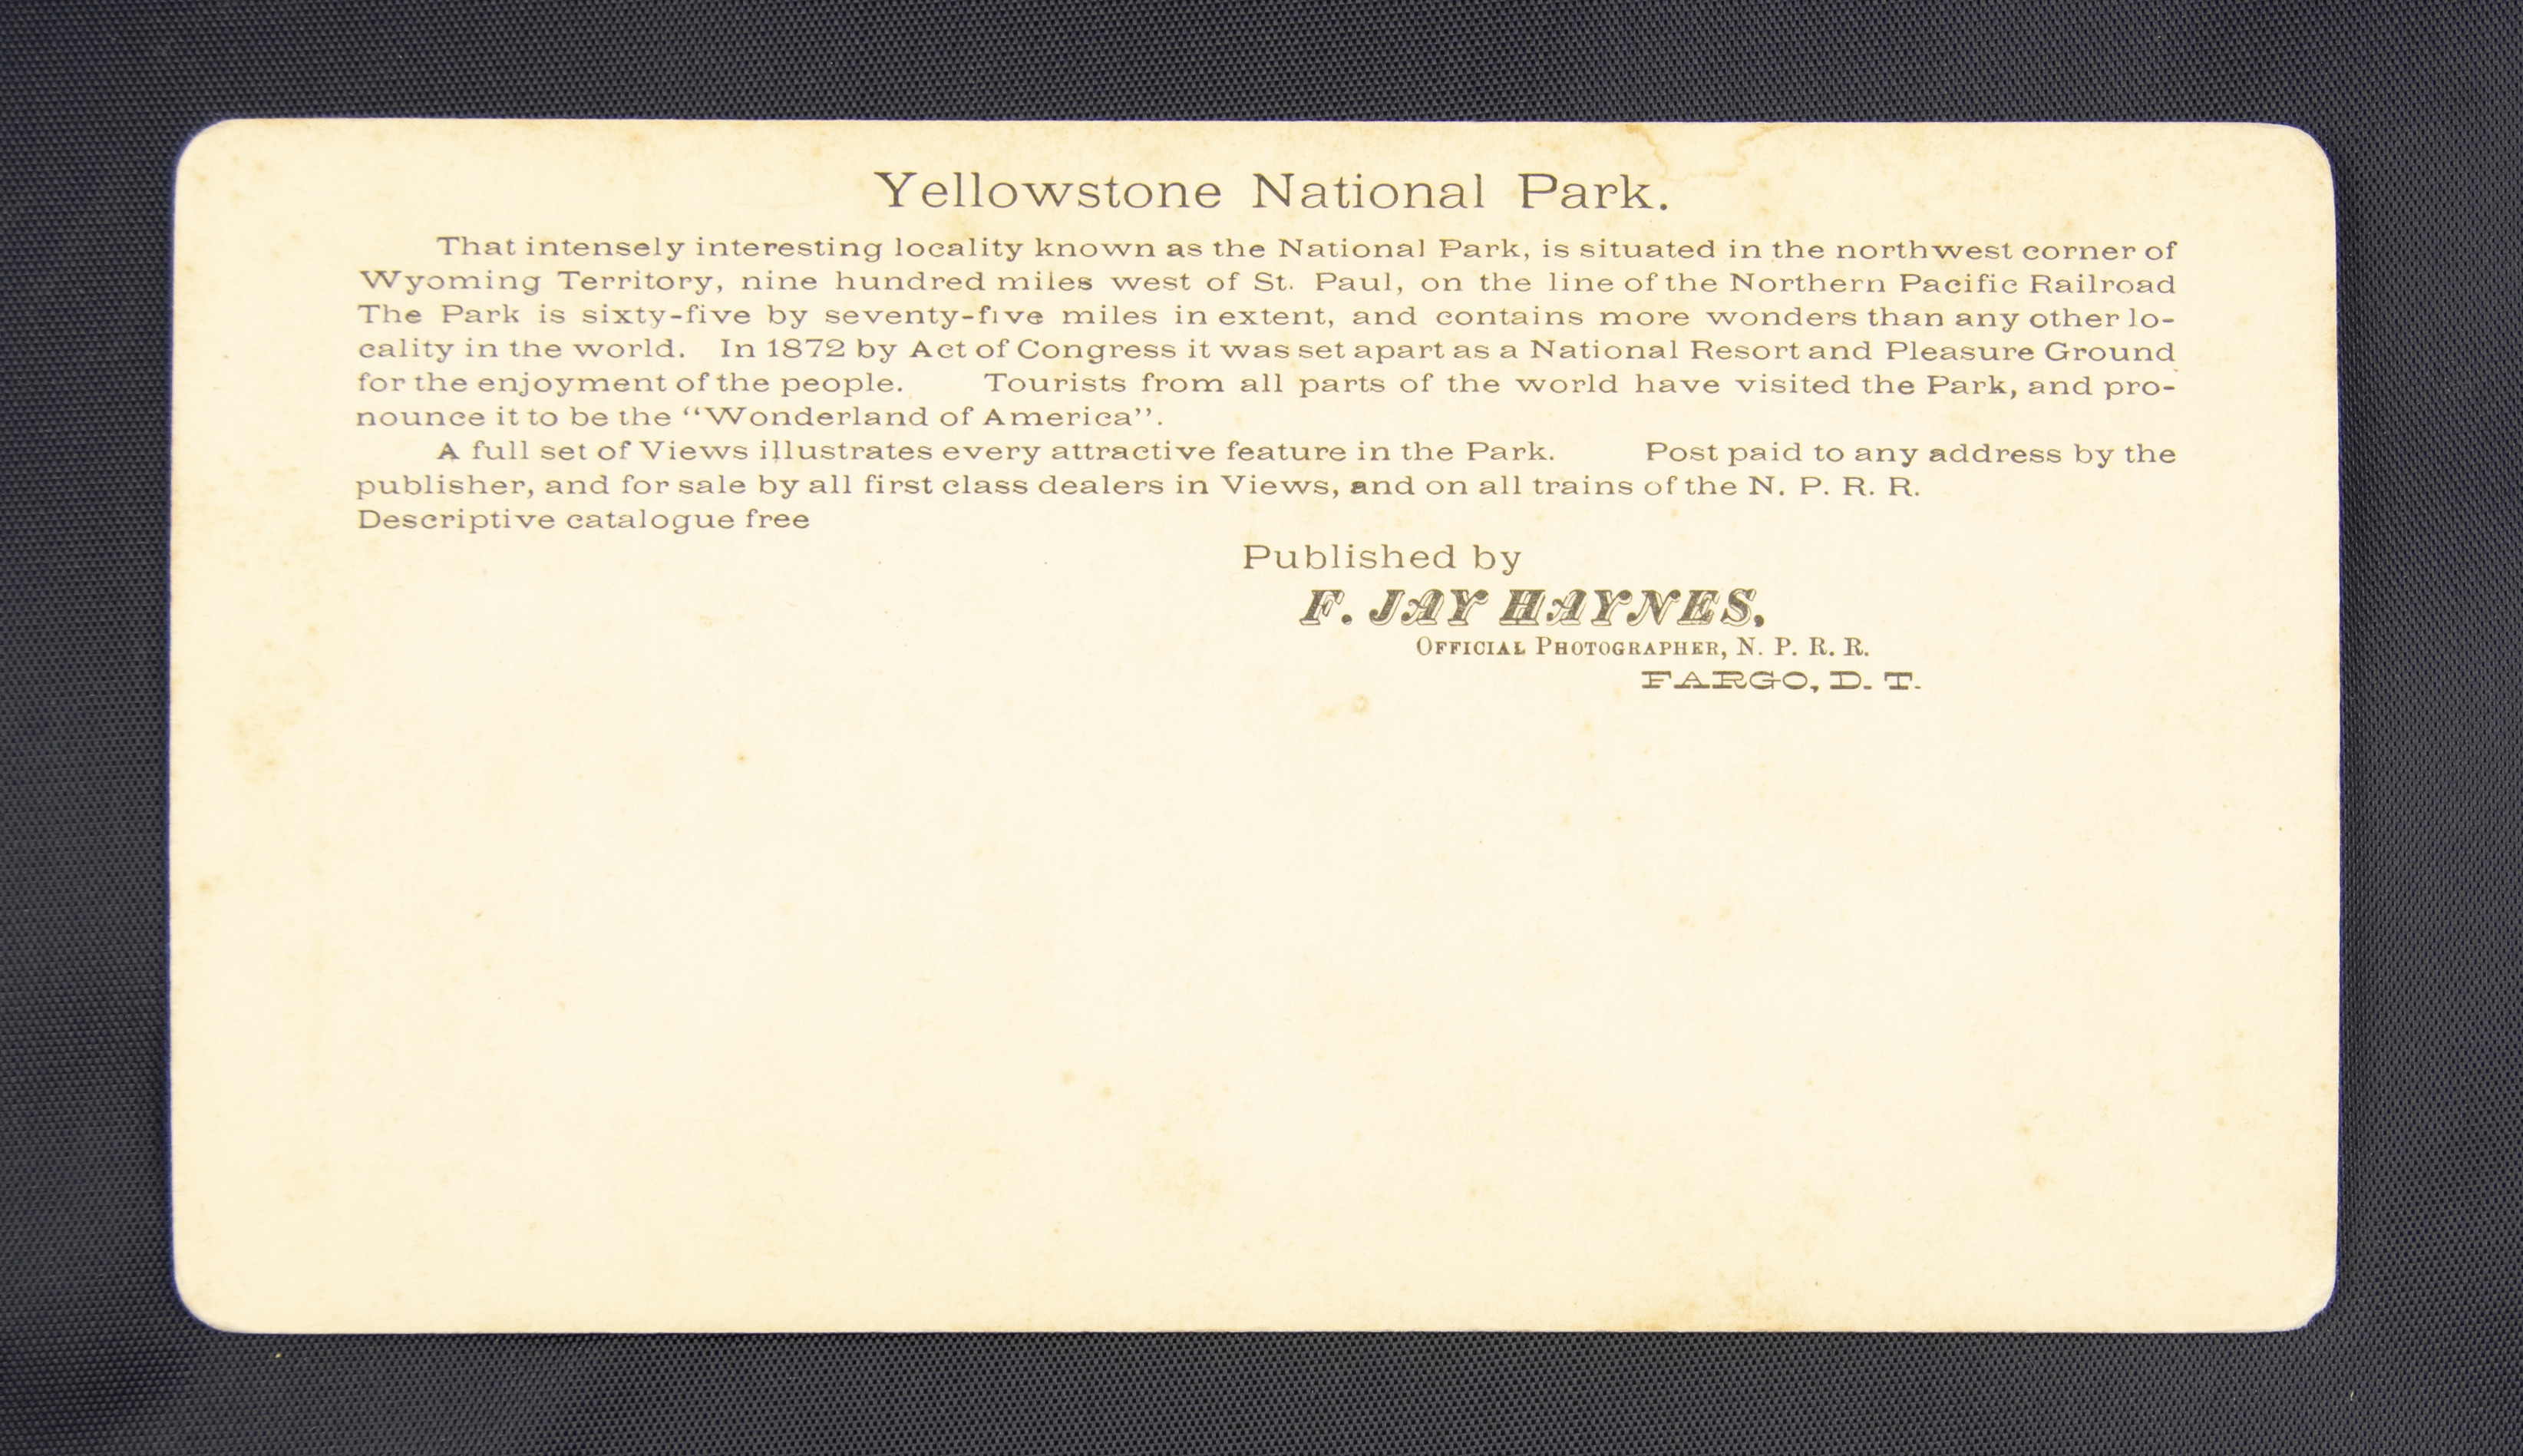 Yellowstone National Park.
That intensely interesting locality known as the National Park, is situated in the northwest corner of
Wyoming Territory, nine hundred miles west of St. Paul, on the line of the Northern Pacific Railroad
The Park is sixty-five by seventy-five miles in extent, and contains more wonders than any other lo-
cality in the world. In 1872 by Act of Congress it was set apart as a National Resort and Pleasure Ground
for the enjoyment of the people. Tourists from all parts of the world have visited the Park, and pro-
nounce it to be the “Wonderland of America”.
A full set of Views illustrates every attractive feature in the Park. Post paid to any address by the
publisher, and for sale by all first class dealers in Views, and on all trains of the N. P. R. R.
Descriptive catalogue free
Published by
F. JAY HAYNES,
OFFICIAL PHOTOGRAPHER, N. P. R. R.
FARGO, D. T.